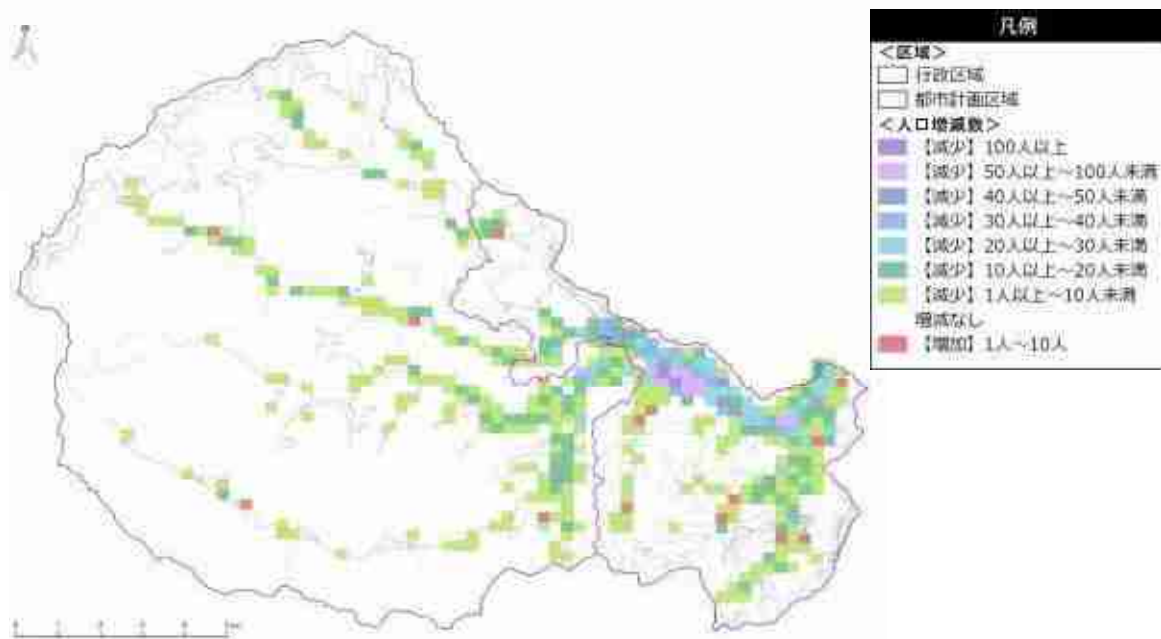 凡例
＜区域＞
行政区域
都市計画区域
＜人口増減数＞
【減少】100人以上
【減少】50人以上～100人未満
【減少】40人以上～50人未満
【減少】30人以上～40人未満
【減少】20人以上～30人未満
【減少】10人以上～20人未満
【減少】1人以上～10人未満
増減なし
【増加】1人～10人